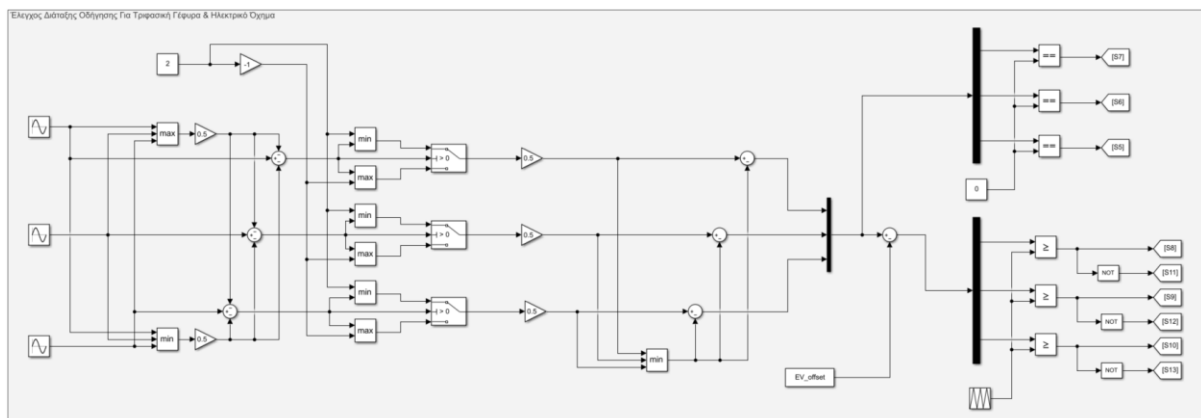 Έλεγχος Διάταξης Οδήγησης Για Τριφασική Γέφυρα & Ηλεκτρικό Όχημα
2
-1
max
0.5
min
max
> 0
0.5
min
max
> 0
0.5
min
max
> 0
0.5
min
0.5
min
EV_offset
==
[S7]
==
[S6]
==
[S5]
0
≥
[S8]
NOT
[S11]
≥
[S9]
NOT
[S12]
≥
[S10]
NOT
[S13]